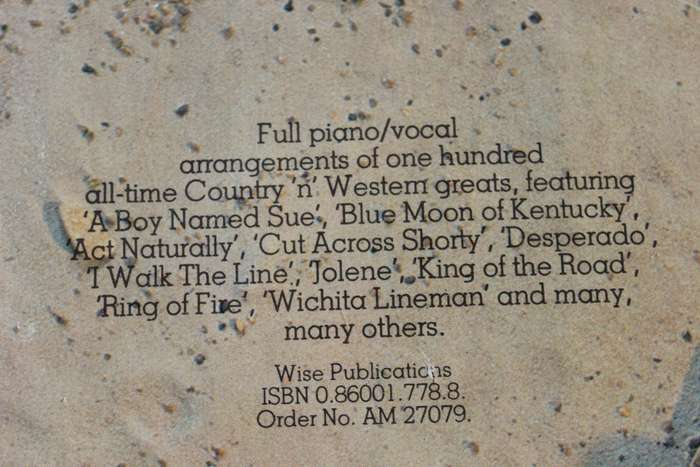 Full piano/vocal
arrangements of one hundred
all-time Country 'n' Western greats, featuring
'A Boy Named Sue', 'Blue Moon of Kentucky',
'Act Naturally', 'Cut Across Shorty', 'Desperado',
'I Walk The Line', 'Jolene', 'King of the Road',
'Ring of Fire', 'Wichita Lineman' and many,
many others.
Wise Publications
ISBN 0.86001.778.8.
Order No. AM 27079.